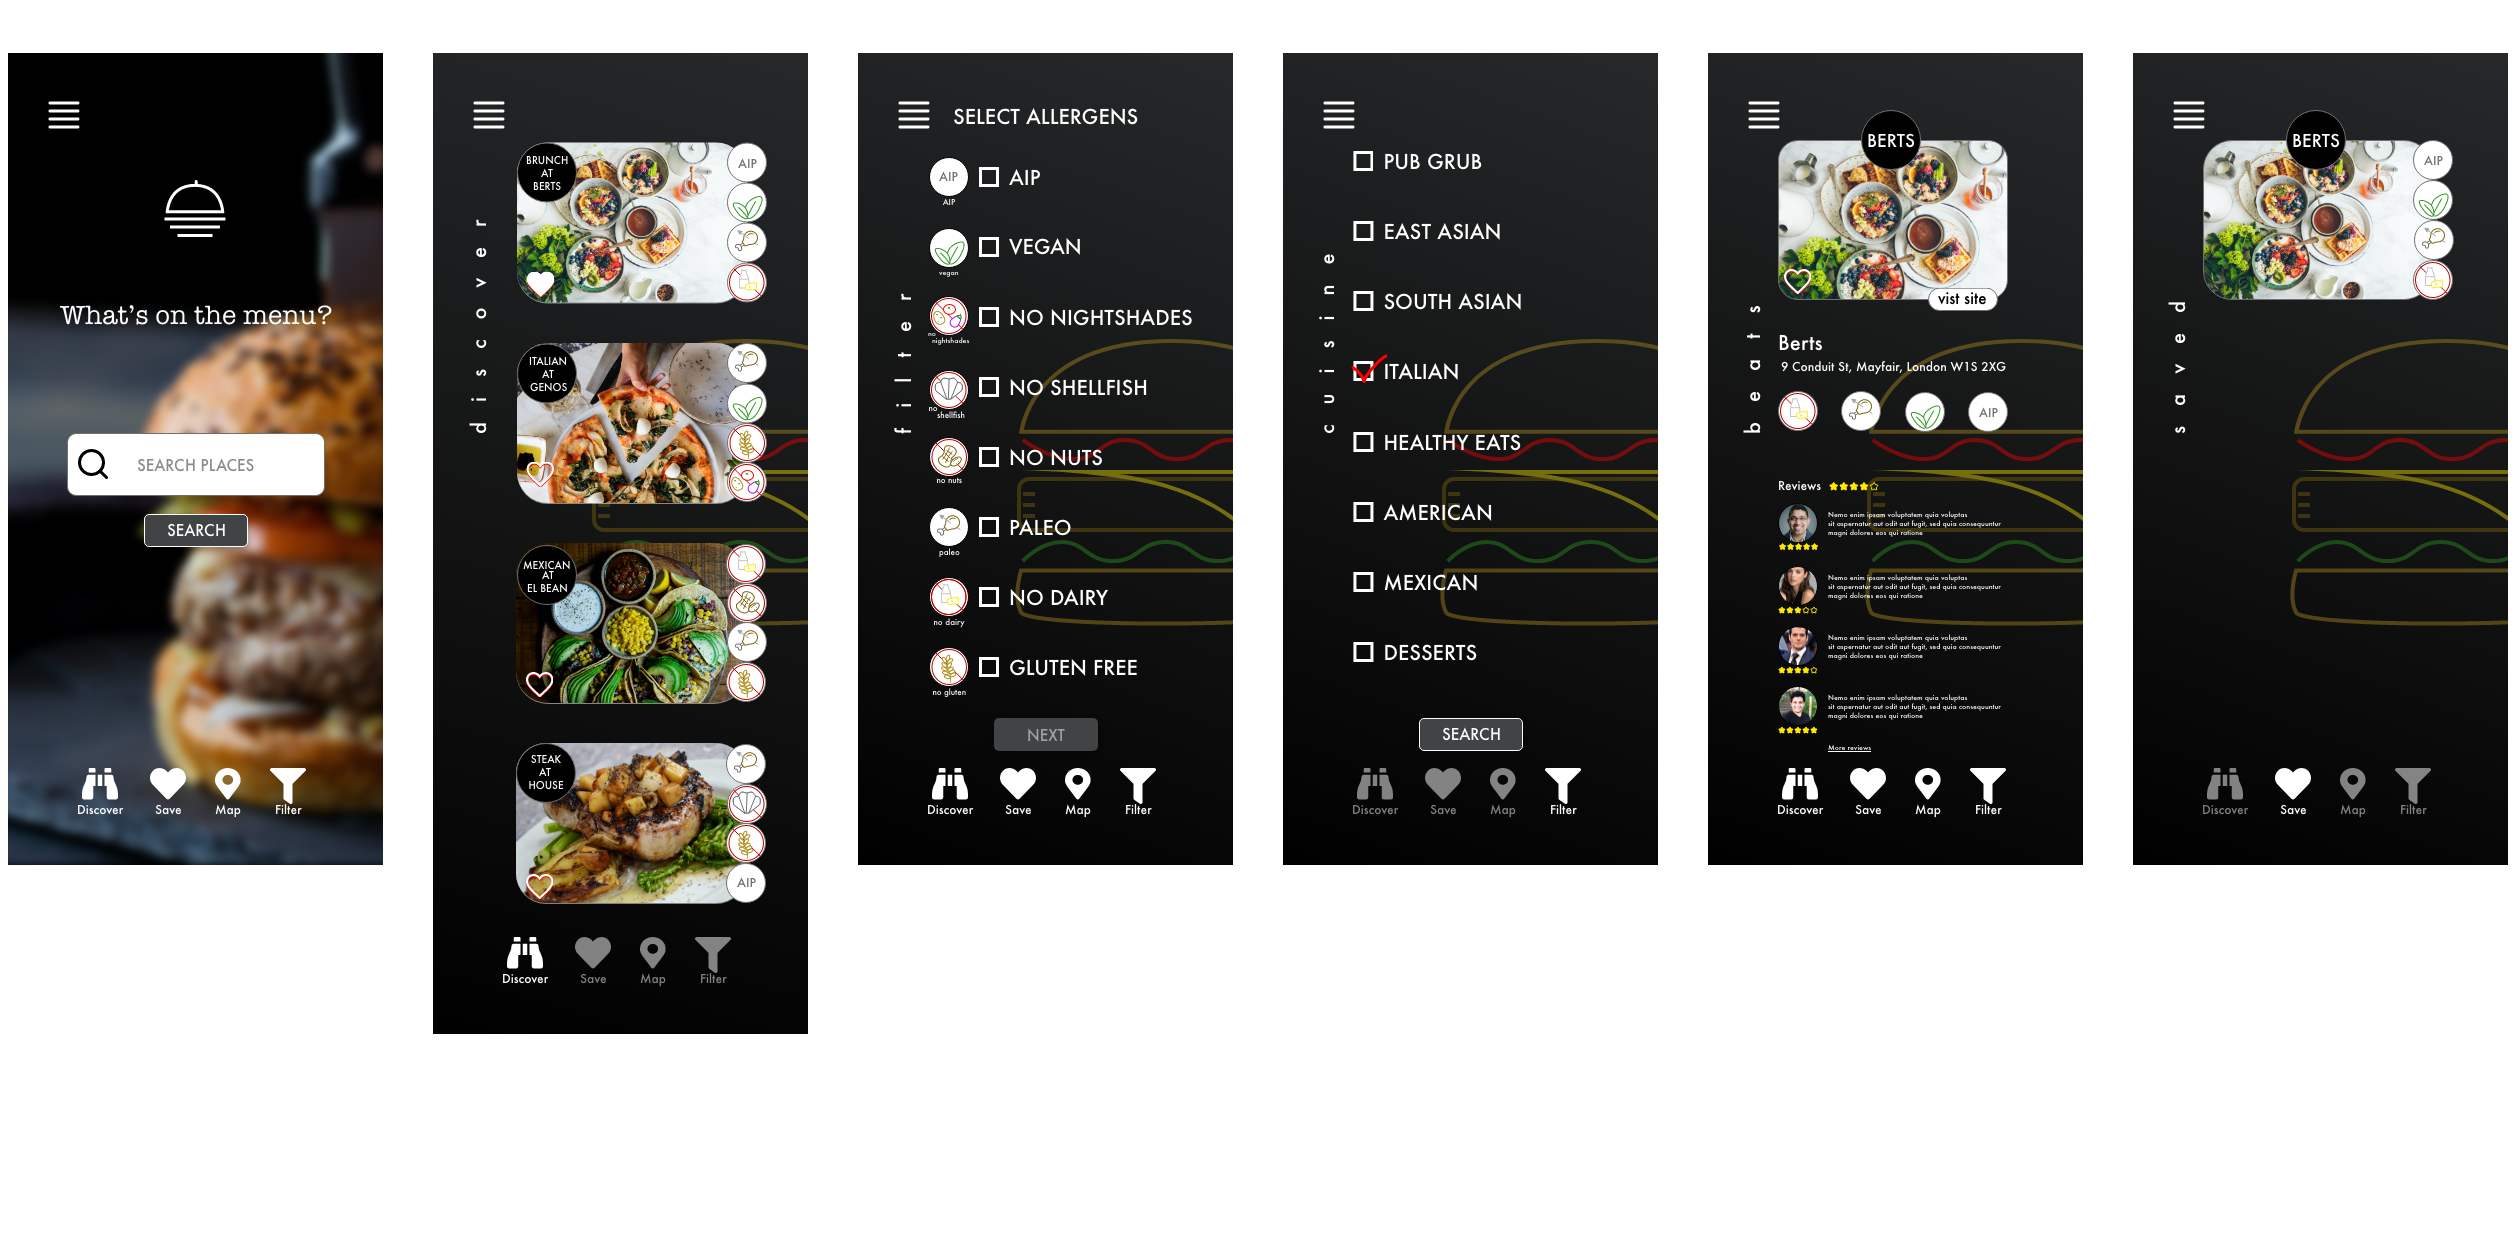 What's on the menu?
SEARCH PLACES
SEARCH
Discover
Save
Map
Filter
discover
BRUNCH
AT
BERTS
AIP
ITALIAN
AT
GENOS
MEXICAN
AT
EL BEAN
STEAK
AT
HOUSE
AIP
Discover
Save
Map
Filter
filter
SELECT ALLERGENS
AIP
AIP
AIP
VEGAN
vegan
NO NIGHTSHADES
no
nightshades
NO SHELLFISH
no
shellfish
NO NUTS
no nuts
PALEO
paleo
NO DAIRY
no dairy
GLUTEN FREE
no gluten
NEXT
Discover
Save
Map
Filter
cuisine
PUB GRUB
EAST ASIAN
SOUTH ASIAN
ITALIAN
HEALTHY EATS
AMERICAN
MEXICAN
DESSERTS
SEARCH
Discover
Save
Map
Filter
beats
BERTS
vist site
Berts
9 Conduit St, Mayfair, London W1S 2XG
AIP
Reviews
Nemo enim ipsam voluptatem quia voluptas
sit aspernatur aut odit aut fugit, sed quia consequuntur
magni dolores eos qui ratione
Nemo enim ipsam voluptatem quia voluptas
sit aspernatur aut odit aut fugit, sed quia consequuntur
magni dolores eos qui ratione
Nemo enim ipsam voluptatem quia voluptas
sit aspernatur aut odit aut fugit, sed quia consequuntur
magni dolores eos qui ratione
Nemo enim ipsam voluptatem quia voluptas
sit aspernatur aut odit aut fugit, sed quia consequuntur
magni dolores eos qui ratione
More reviews
Discover
Save
Map
Filter
saved
BERTS
AIP
Discover
Save
Map
Filter